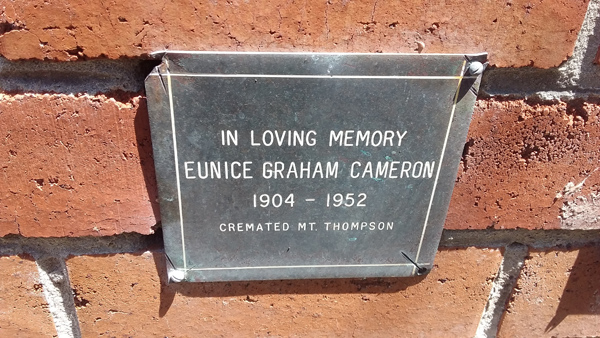 IN LOVING MEMORY
EUNICE GRAHAM CAMERON
1904 - 1952
CREMATED MT. THOMPSON